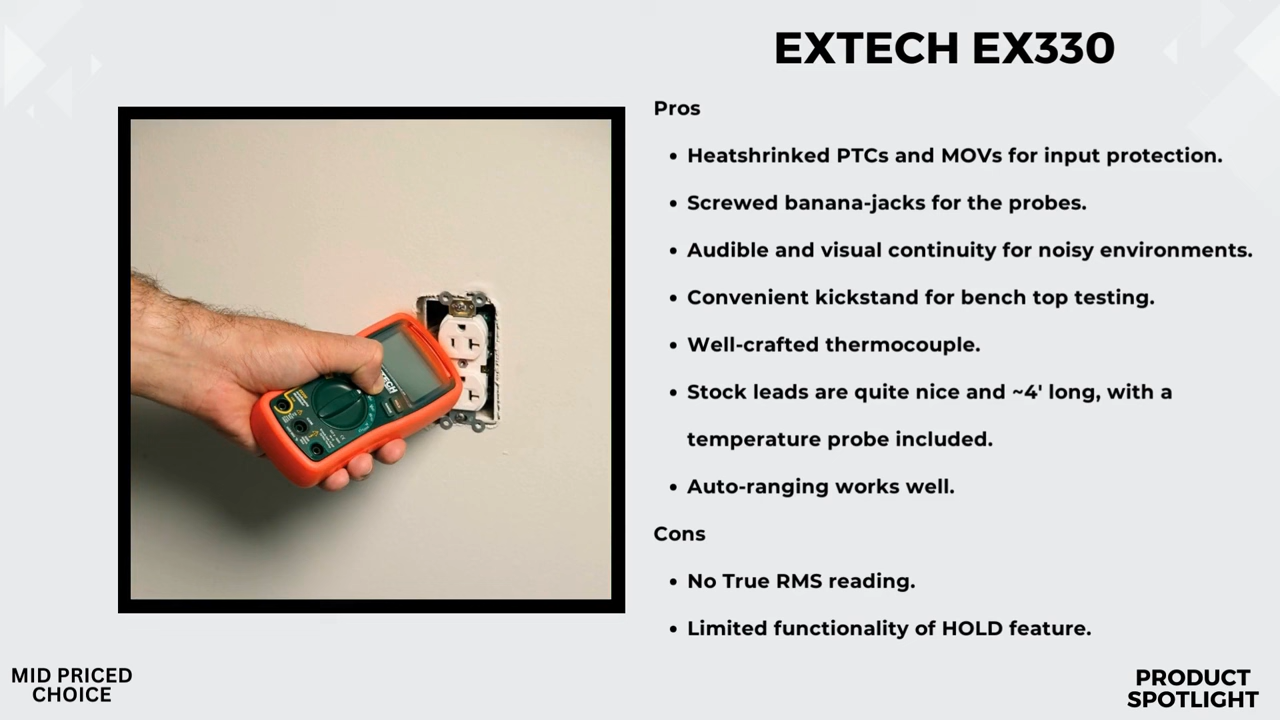 EXTECH EX330
Pros
• Heatshrinked PTCs and MOVs for input protection.
• Screwed banana-jacks for the probes.
• Audible and visual continuity for noisy environments.
• Convenient kickstand for bench top testing.
• Well-crafted thermocouple.
• Stock leads are quite nice and ~4' long, with a
temperature probe included.
• Auto-ranging works well.
Cons
• No True RMS reading.
• Limited functionality of HOLD feature.
MID PRICED
CHOICE
PRODUCT
SPOTLIGHT